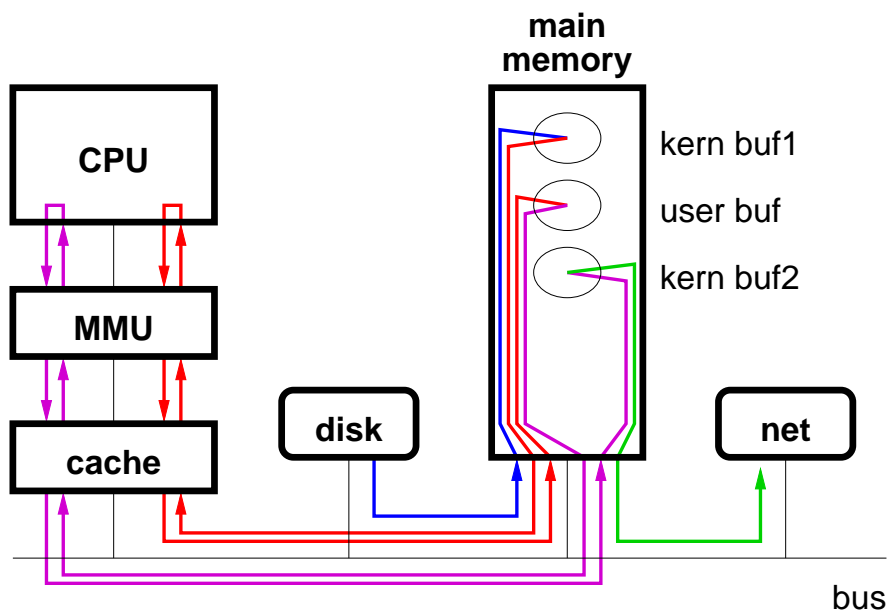 main
memory
CPU
kern buf1
user buf
kern buf2
MMU
disk
net
cache
bus